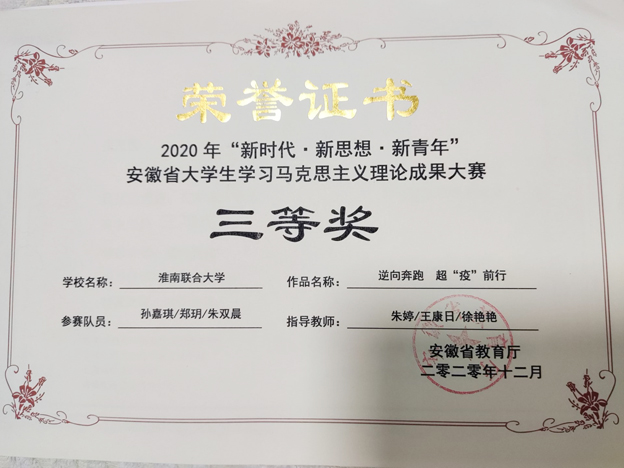 荣誉证书
2020年“新时代·新思想·新青年”
安徽省大学生学习马克思主义理论成果大赛
三等奖
学校名称: 淮南联合大学 作品名称: 逆向奔跑 超“疫”前行
参赛队员: 孙嘉琪/郑玥/朱双晨 指导教师: 朱婷/王康日/徐艳艳
安徽省教育厅
二零二零年十二月